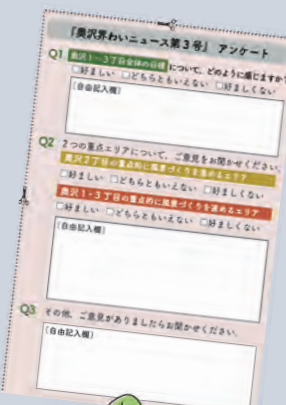 『奥沢界わいニュース第3号』 アンケート
Q1 奥沢1-3丁目全体の目標について、どのように感じますか？
□好ましい □どちらともいえない □好ましくない
(自由記入欄)
Q2 2つの重点エリアについて、ご意見をお聞かせください。
奥沢2丁目の重点的に風景づくりを進めるエリア
□好ましい □どちらともいえない □好ましくない
奥沢1・3丁目の重点的に風景づくりを進めるエリア
□好ましい □どちらともいえない □好ましくない
(自由記入欄)
Q3 その他、ご意見がありましたらお聞かせください。
(自由記入欄)